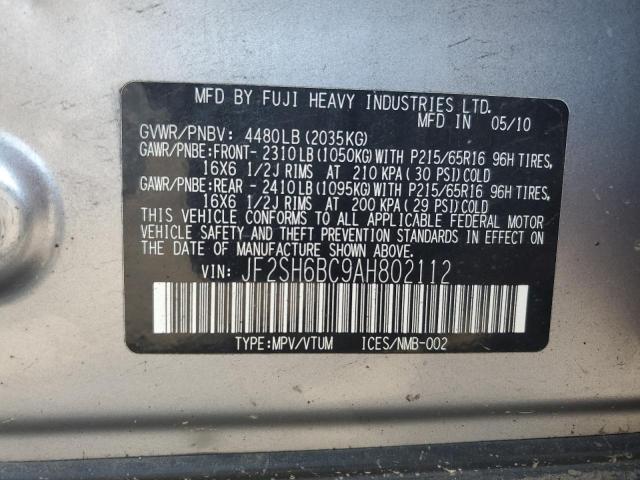 MFD BY FUJI HEAVY INDUSTRIES LTD.
MFD IN 05/10
GVWR/PNBV: 4480LB (2035KG)
GAWR/PNBE:FRONT- 2310LB(1050KG)WITH P215/65R16 96H TIRES,
16X6 1/2J RIMS AT 210 KPA (30 PSI)COLD
GAWR/PNBE:REAR - 2410LB(1095KG)WITH P215/65R16 96H TIRES,
16X6 1/2J RIMS AT 200 KPA (29 PSI)COLD
THIS VEHICLE CONFORMS TO ALL APPLICABLE FEDERAL MOTOR
VEHICLE SAFETY AND THEFT PREVENTION STANDARDS IN EFFECT ON
THE DATE OF MANUFACTURE SHOWN ABOVE.
VIN: JF2SH6BC9AH802112
TYPE:MPV/VTUM ICES/NMB-002